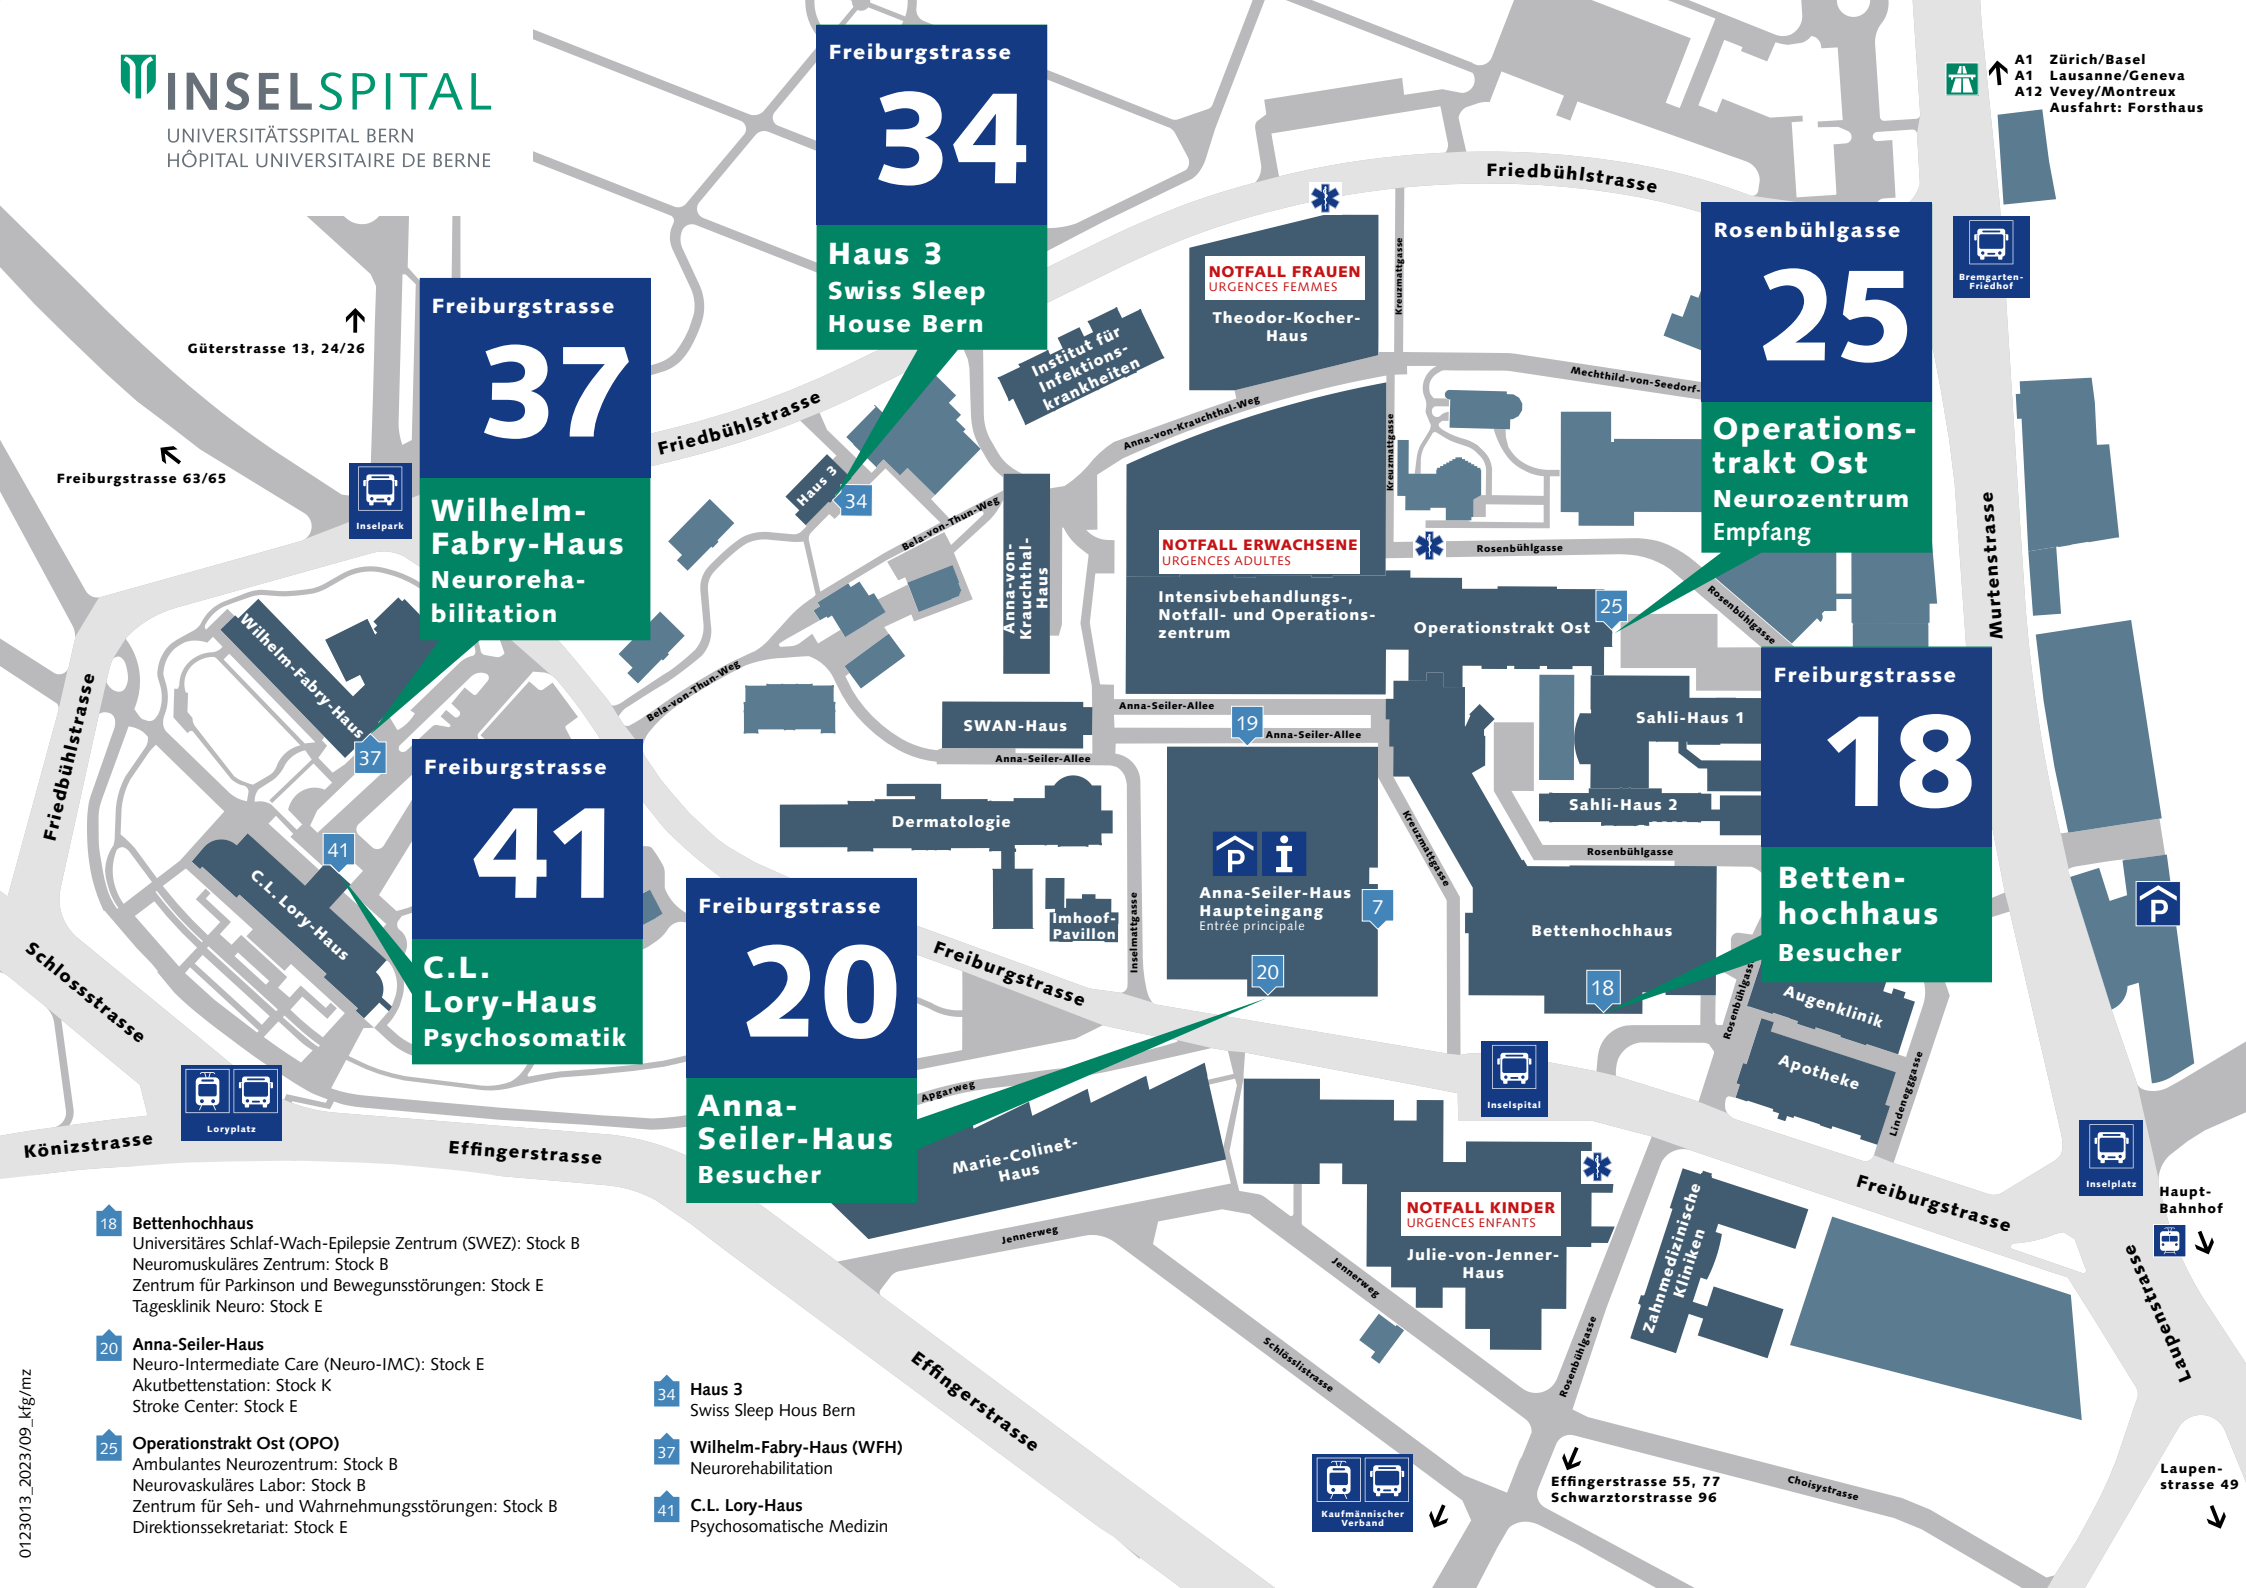 INSELSPITAL
UNIVERSITÄTSSPITAL BERN
HÔPITAL UNIVERSITAIRE DE BERNE
Freiburgstrasse
34
Haus 3
Swiss Sleep
House Bern
A1 Zürich/Basel
A1 Lausanne/Geneva
A12 Vevey/Montreux
Ausfahrt: Forsthaus
Friedbühlstrasse
Rosenbühlgasse
25
Operations-
trakt Ost
Neurozentrum
Empfang
Bremgarten-
Friedhof
Güterstrasse 13, 24/26
Freiburgstrasse 63/65
Inselpark
Freiburgstrasse
37
Wilhelm-
Fabry-Haus
Neuroreha-
bilitation
Friedbühlstrasse
Institut für
Infektions-
krankheiten
NOTFALL FRAUEN
URGENCES FEMMES
Theodor-Kocher-
Haus
Kreuzmattgasse
Mechthild-von-Seedorf-
Anna-von-Krauchthal-Weg
Kreuzmattgasse
Haus 3
34
Bela-von-Thun-Weg
Anna-von-
Krauchthal-
Haus
NOTFALL ERWACHSENE
URGENCES ADULTES
Intensivbehandlungs-,
Notfall- und Operations-
zentrum
Rosenbühlgasse
Operationstrakt Ost
25
Rosenbühlgasse
Murtenstrasse
Wilhelm-Fabry-Haus
37
Friedbühlstrasse
Bela-von-Thun-Weg
SWAN-Haus
Anna-Seiler-Allee
19
Anna-Seiler-Allee
Anna-Seiler-Allee
Sahli-Haus 1
Sahli-Haus 2
Rosenbühlgasse
Freiburgstrasse
18
Betten-
hochhaus
Besucher
Freiburgstrasse
41
C.L.
Lory-Haus
Psychosomatik
41
C.L. Lory-Haus
Dermatologie
Imhoof-
Pavillon
Inselmattgasse
P i
Anna-Seiler-Haus
Haupteingang
Entrée principale
7
20
Kreuzmattgasse
Bettenhochhaus
18
P
Freiburgstrasse
20
Anna-
Seiler-Haus
Besucher
Freiburgstrasse
Rosenbühlgasse
Augenklinik
Apotheke
Lindenegggasse
Schlossstrasse
Loryplatz
Könizstrasse
Effingerstrasse
Apgarweg
Marie-Colinet-
Haus
Inselspital
Jennerweg
NOTFALL KINDER
URGENCES ENFANTS
Julie-von-Jenner-
Haus
Jennerweg
Zahnmedizinische
Kliniken
Freiburgstrasse
Inselplatz
Haupt-
Bahnhof
Laupenstrasse
Schlösslistrasse
Rosenbühlgasse
Effingerstrasse
Kaufmännischer
Verband
Effingerstrasse 55, 77
Schwarztorstrasse 96
Choisystrasse
Laupen-
strasse 49
18 Bettenhochhaus
Universitäres Schlaf-Wach-Epilepsie Zentrum (SWEZ): Stock B
Neuromuskuläres Zentrum: Stock B
Zentrum für Parkinson und Bewegunsstörungen: Stock E
Tagesklinik Neuro: Stock E
20 Anna-Seiler-Haus
Neuro-Intermediate Care (Neuro-IMC): Stock E
Akutbettenstation: Stock K
Stroke Center: Stock E
25 Operationstrakt Ost (OPO)
Ambulantes Neurozentrum: Stock B
Neurovaskuläres Labor: Stock B
Zentrum für Seh- und Wahrnehmungsstörungen: Stock B
Direktionssekretariat: Stock E
34 Haus 3
Swiss Sleep Hous Bern
37 Wilhelm-Fabry-Haus (WFH)
Neurorehabilitation
41 C.L. Lory-Haus
Psychosomatische Medizin
0123013_2023/09_kfg/mz